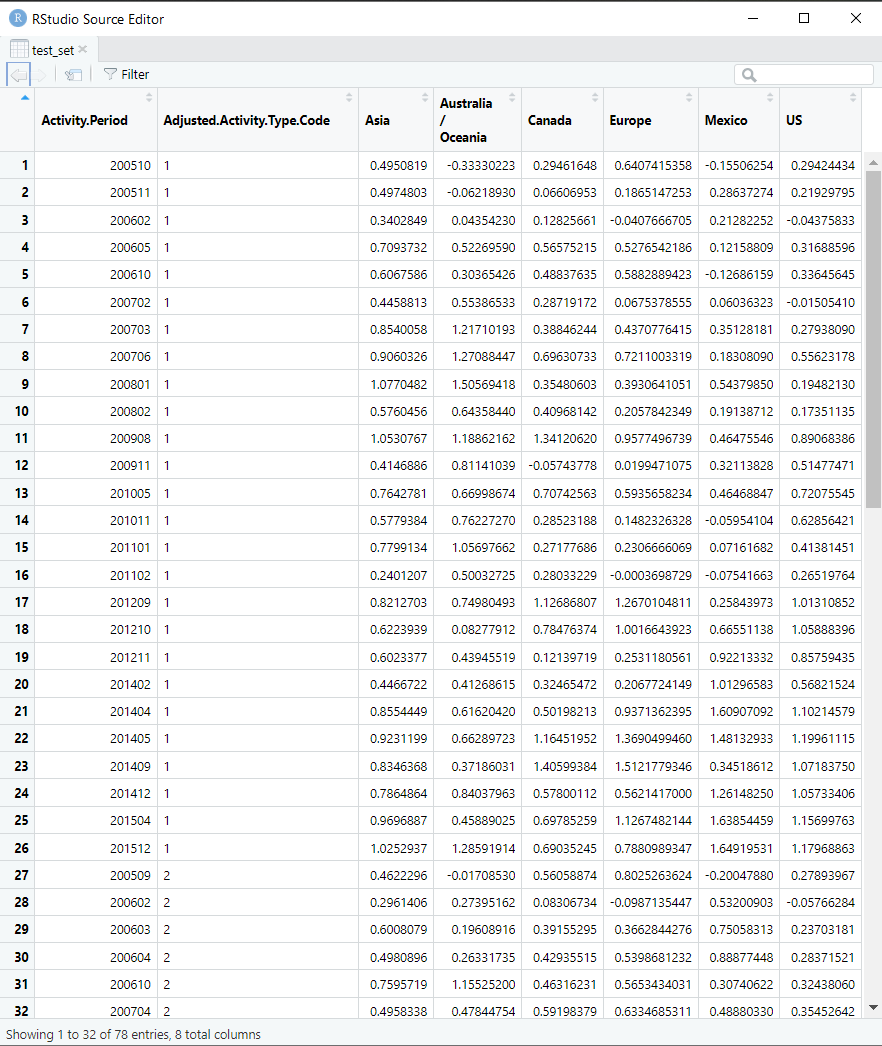 R RStudio Source Editor
test_set
Filter
Activity.Period Adjusted.Activity.Type.Code Asia Australia / Oceania Canada Europe Mexico US
1 200510 1 0.4950819 -0.33330223 0.29461648 0.6407415358 -0.15506254 0.29424434
2 200511 1 0.4974803 -0.06218930 0.06606953 0.1865147253 0.28637274 0.21929795
3 200602 1 0.3402849 0.04354230 0.12825661 -0.0407666705 0.21282252 -0.04375833
4 200605 1 0.7093732 0.52269590 0.56575215 0.5276542186 0.12158809 0.31688596
5 200610 1 0.6067586 0.30365426 0.48837635 0.5882889423 -0.12686159 0.33645645
6 200702 1 0.4458813 0.55386533 0.28719172 0.0675378555 0.06036323 -0.01505410
7 200703 1 0.8540058 1.21710193 0.38846244 0.4370776415 0.35128181 0.27938090
8 200706 1 0.9060326 1.27088447 0.69630733 0.7211003319 0.18308090 0.55623178
9 200801 1 1.0770482 1.50569418 0.35480603 0.3930641051 0.54379850 0.19482130
10 200802 1 0.5760456 0.64358440 0.40968142 0.2057842349 0.19138712 0.17351135
11 200908 1 1.0530767 1.18862162 1.34120620 0.9577496739 0.46475546 0.89068386
12 200911 1 0.4146886 0.81141039 -0.05743778 0.0199471075 0.32113828 0.51477471
13 201005 1 0.7642781 0.66998674 0.70742563 0.5935658234 0.46468847 0.72075545
14 201011 1 0.5779384 0.76227270 0.28523188 0.1482326328 -0.05954104 0.62856421
15 201101 1 0.7799134 1.05697662 0.27177686 0.2306666069 0.07161682 0.41381451
16 201102 1 0.2401207 0.50032725 0.28033229 -0.0003698729 -0.07541663 0.26519764
17 201209 1 0.8212703 0.74980493 1.12686807 1.2670104811 0.25843973 1.01310852
18 201210 1 0.6223939 0.08277912 0.78476374 1.0016643923 0.66551138 1.05888396
19 201211 1 0.6023377 0.43945519 0.12139719 0.2531180561 0.92213332 0.85759435
20 201402 1 0.4466722 0.41268615 0.32465472 0.2067724149 1.01296583 0.56821524
21 201404 1 0.8554449 0.61620420 0.50198213 0.9371362395 1.60907092 1.10214579
22 201405 1 0.9231199 0.66289723 1.16451952 1.3690499460 1.48132933 1.19961115
23 201409 1 0.8346368 0.37186031 1.40599384 1.5121779346 0.34518612 1.07183750
24 201412 1 0.7864864 0.84037963 0.57800112 0.5621417000 1.26148250 1.05733406
25 201504 1 0.9696887 0.45889025 0.69785259 1.1267482144 1.63854459 1.15699763
26 201512 1 1.0252937 1.28591914 0.69035245 0.7880989347 1.64919531 1.17968863
27 200509 2 0.4622296 -0.01708530 0.56058874 0.8025263624 -0.20047880 0.27893967
28 200602 2 0.2961406 0.27395162 0.08306734 -0.0987135447 0.53200903 -0.05766284
29 200603 2 0.6008079 0.19608916 0.39155295 0.3662844276 0.75058313 0.23703181
30 200604 2 0.4980896 0.26331735 0.42935515 0.5398681232 0.88877448 0.28371521
31 200610 2 0.7595719 1.15525200 0.46316231 0.5653434031 0.30740622 0.32438060
32 200704 2 0.4958338 0.47844754 0.59198379 0.6334685311 0.48880330 0.35452642
Showing 1 to 32 of 78 entries, 8 total columns